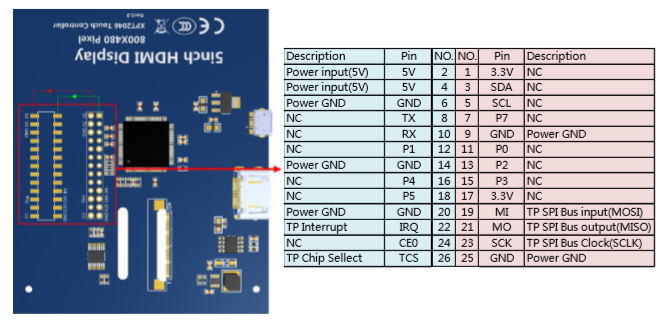 5inch HDMI Display
800X480 Pixel
XPT2046 Touch Controller
Rev2.0
CE
Description Pin NO. NO. Pin Description
Power input(5V) 5V 2 1 3.3V NC
Power input(5V) 5V 4 3 SDA NC
Power GND GND 6 5 SCL NC
NC TX 8 7 P7 NC
NC RX 10 9 GND Power GND
NC P1 12 11 P0 NC
Power GND GND 14 13 P2 NC
NC P4 16 15 P3 NC
NC P5 18 17 3.3V NC
Power GND GND 20 19 MI TP SPI Bus input(MOSI)
TP Interrupt IRQ 22 21 MO TP SPI Bus output(MISO)
NC CE0 24 23 SCK TP SPI Bus Clock(SCLK)
TP Chip Sellect TCS 26 25 GND Power GND